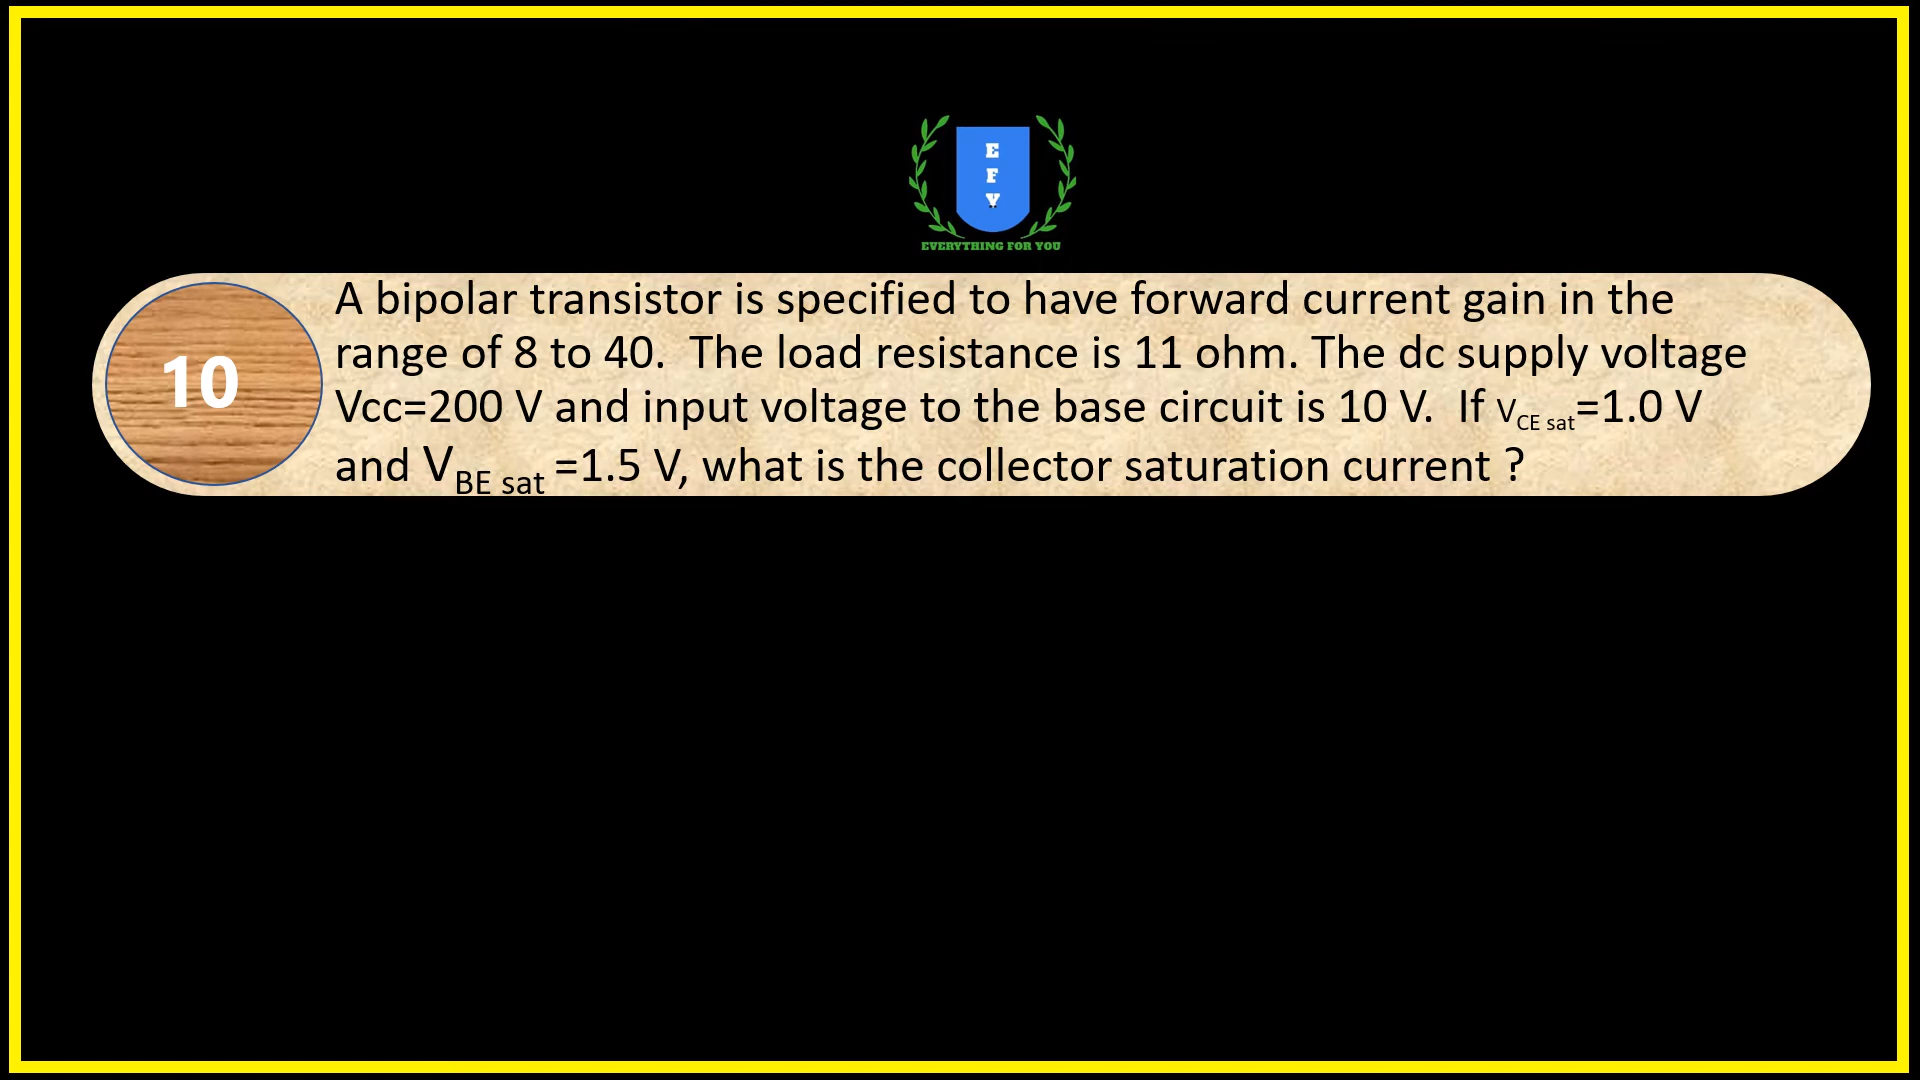 E
F
Y
EVERYTHING FOR YOU
10
A bipolar transistor is specified to have forward current gain in the
range of 8 to 40. The load resistance is 11 ohm. The dc supply voltage
Vcc=200 V and input voltage to the base circuit is 10 V. If VCE sat=1.0 V
and VBE sat =1.5 V, what is the collector saturation current ?